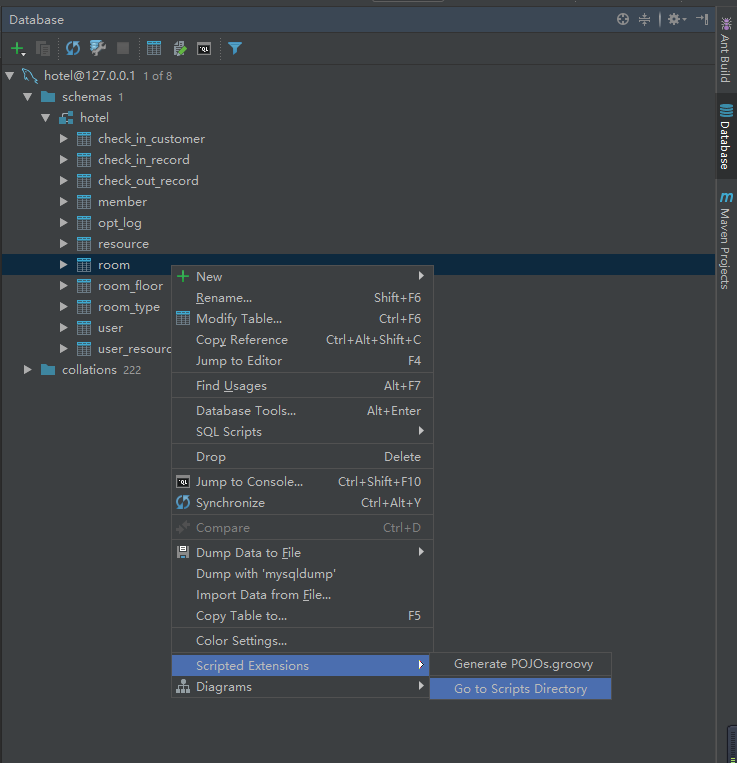 Database
hotel@127.0.0.1 1 of 8
schemas 1
hotel
check_in_customer
check_in_record
check_out_record
member
opt_log
resource
room
room_floor
room_type
user
user_resourc
collations 222
New
Rename... Shift+F6
Modify Table... Ctrl+F6
Copy Reference Ctrl+Alt+Shift+C
Jump to Editor F4
Find Usages Alt+F7
Database Tools... Alt+Enter
SQL Scripts
Drop Delete
Jump to Console... Ctrl+Shift+F10
Synchronize Ctrl+Alt+Y
Compare Ctrl+D
Dump Data to File
Dump with 'mysqldump'
Import Data from File...
Copy Table to... F5
Color Settings...
Scripted Extensions
Diagrams
Generate POJOs.groovy
Go to Scripts Directory
Ant Build
Database
m Maven Projects